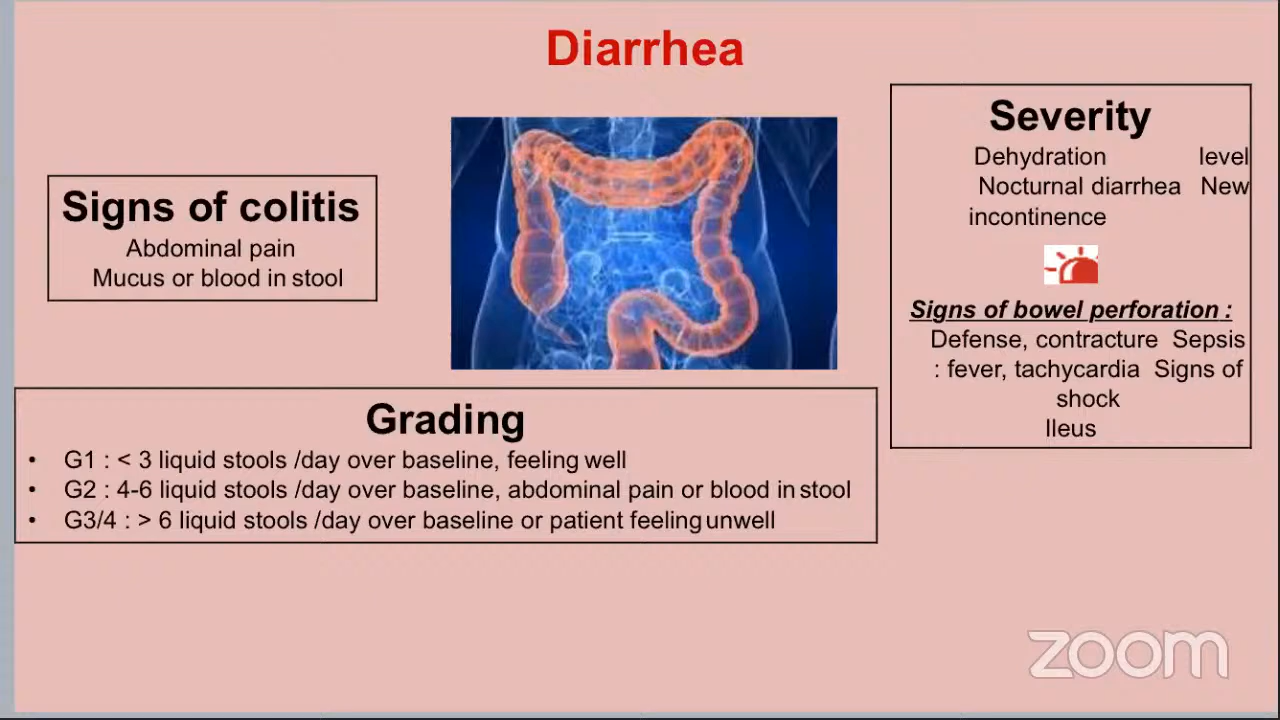 Diarrhea
Signs of colitis
Abdominal pain
Mucus or blood in stool
Severity
Dehydration level
Nocturnal diarrhea New
incontinence
Signs of bowel perforation :
Defense, contracture Sepsis
: fever, tachycardia Signs of
shock
Ileus
Grading
• G1 : < 3 liquid stools /day over baseline, feeling well
• G2 : 4-6 liquid stools /day over baseline, abdominal pain or blood in stool
• G3/4 : > 6 liquid stools /day over baseline or patient feeling unwell
zoom